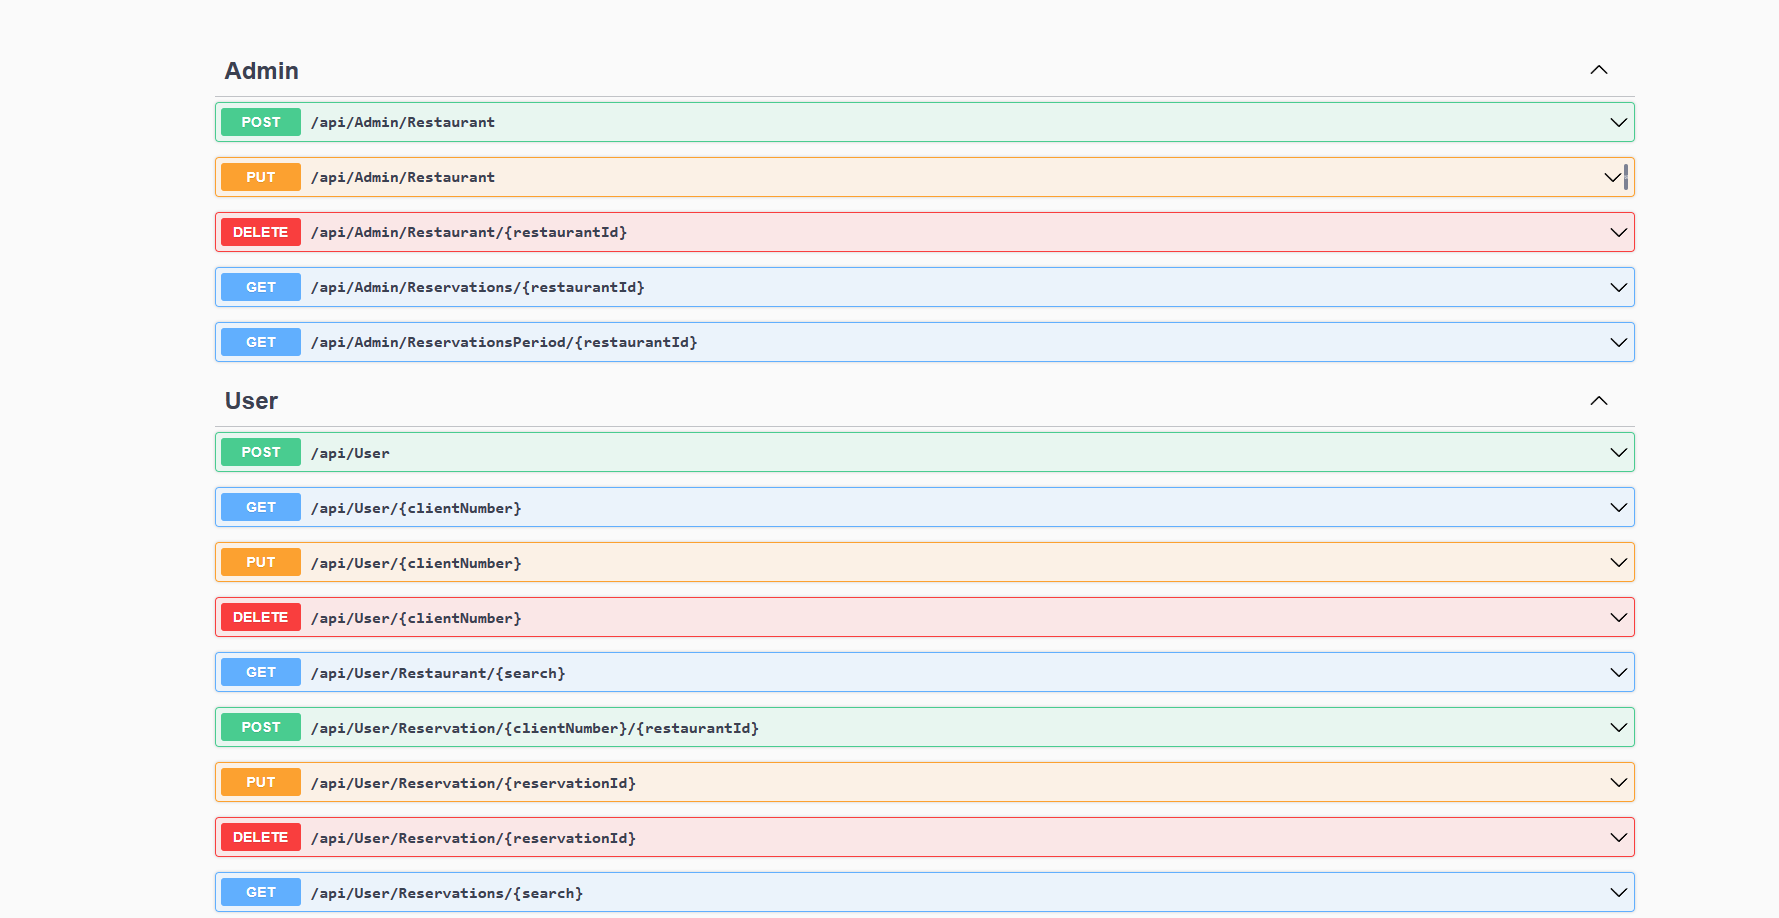 Admin
POST /api/Admin/Restaurant
PUT /api/Admin/Restaurant
DELETE /api/Admin/Restaurant/{restaurantId}
GET /api/Admin/Reservations/{restaurantId}
GET /api/Admin/ReservationsPeriod/{restaurantId}
User
POST /api/User
GET /api/User/{clientNumber}
PUT /api/User/{clientNumber}
DELETE /api/User/{clientNumber}
GET /api/User/Restaurant/{search}
POST /api/User/Reservation/{clientNumber}/{restaurantId}
PUT /api/User/Reservation/{reservationId}
DELETE /api/User/Reservation/{reservationId}
GET /api/User/Reservations/{search}